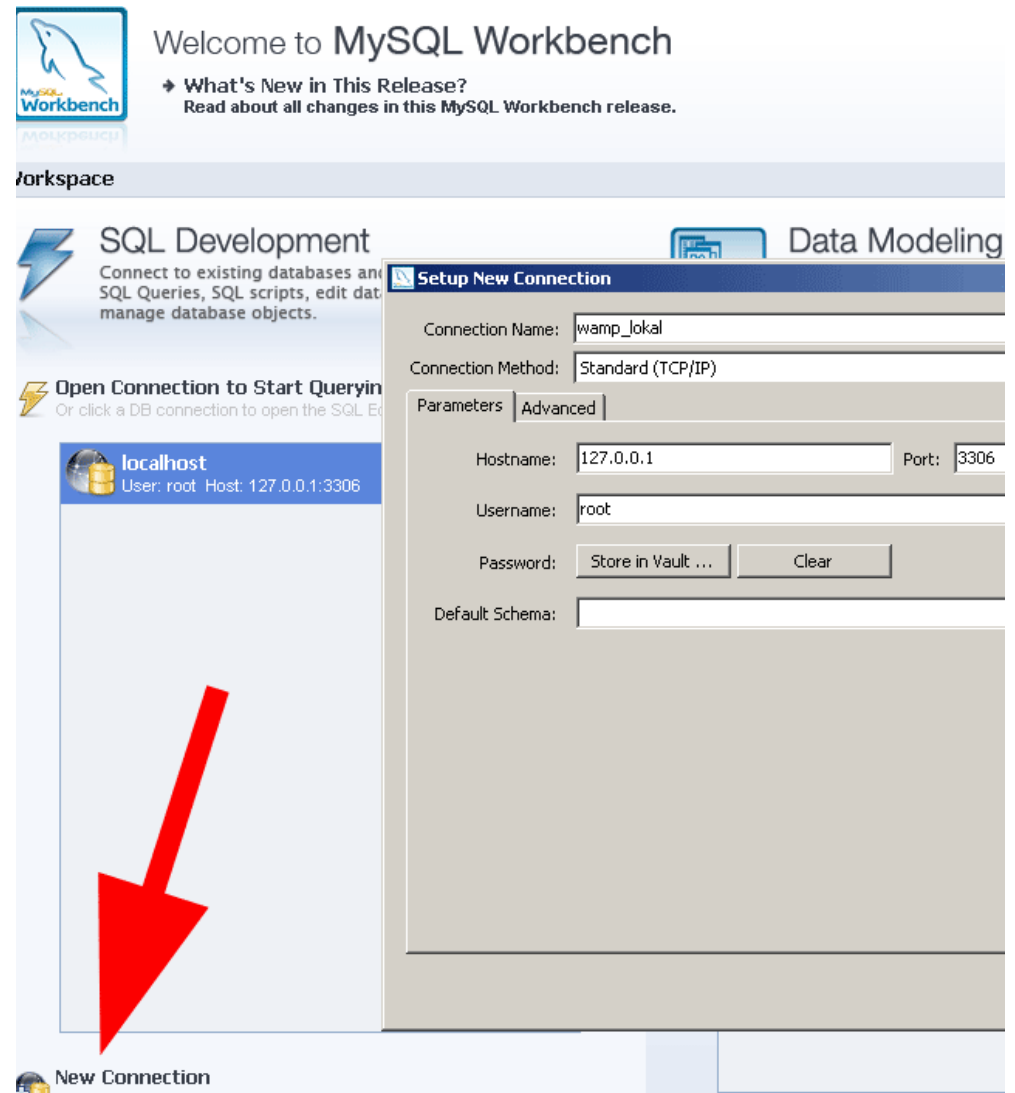 Welcome to MySQL Workbench
What's New in This Release?
Read about all changes in this MySQL Workbench release.
MySQL
Workbench
Workspace
SQL Development
Connect to existing databases and
SQL Queries, SQL scripts, edit dat
manage database objects.
Data Modeling
Setup New Connection
Connection Name: wamp_lokal
Connection Method: Standard (TCP/IP)
Parameters Advanced
Hostname: 127.0.0.1 Port: 3306
Username: root
Password: Store in Vault ... Clear
Default Schema:
Open Connection to Start Queryin
Or click a DB connection to open the SQL Ed
localhost
User: root Host: 127.0.0.1:3306
New Connection